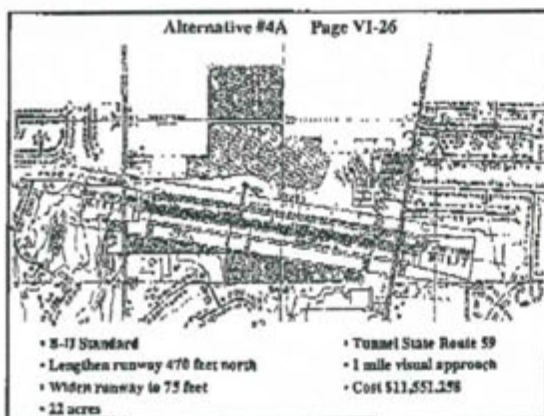 Alternative #4A Page VI-26
• B-II Standard
• Lengthen runway 470 feet north
• Widen runway to 75 feet
• 22 acres
• Tunnel State Route 59
• 1 mile visual approach
• Cost $11,551,258